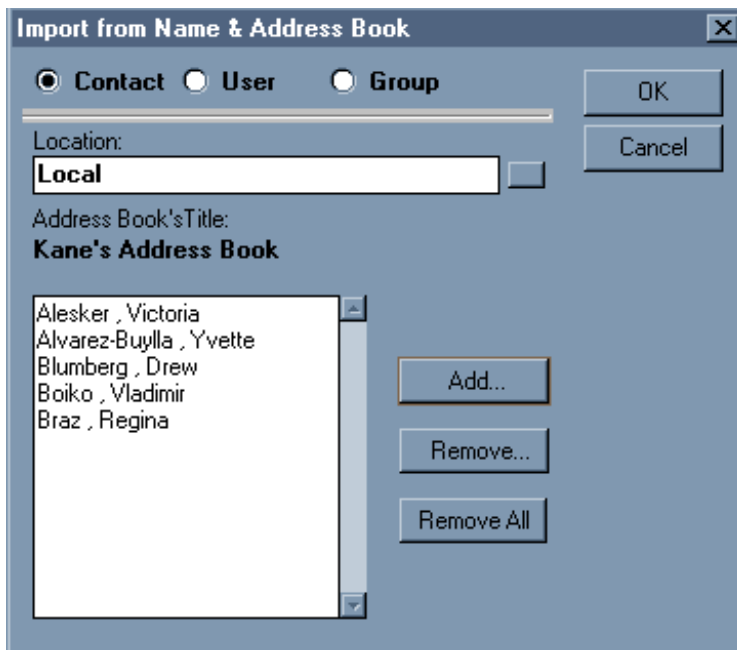 Import from Name & Address Book
Contact User Group
OK
Location:
Cancel
Local
Address Book'sTitle:
Kane's Address Book
Alesker , Victoria
Alvarez-Buylla , Yvette
Blumberg , Drew
Boiko , Vladimir
Braz , Regina
Add...
Remove...
Remove All